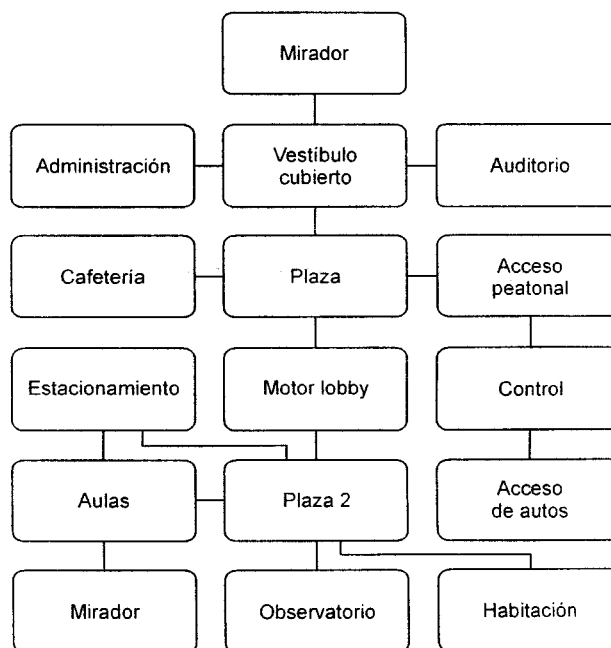 Mirador
Administración
Vestíbulo
cubierto
Auditorio
Cafetería
Plaza
Acceso
peatonal
Estacionamiento
Motor lobby
Control
Aulas
Plaza 2
Acceso
de autos
Mirador
Observatorio
Habitación